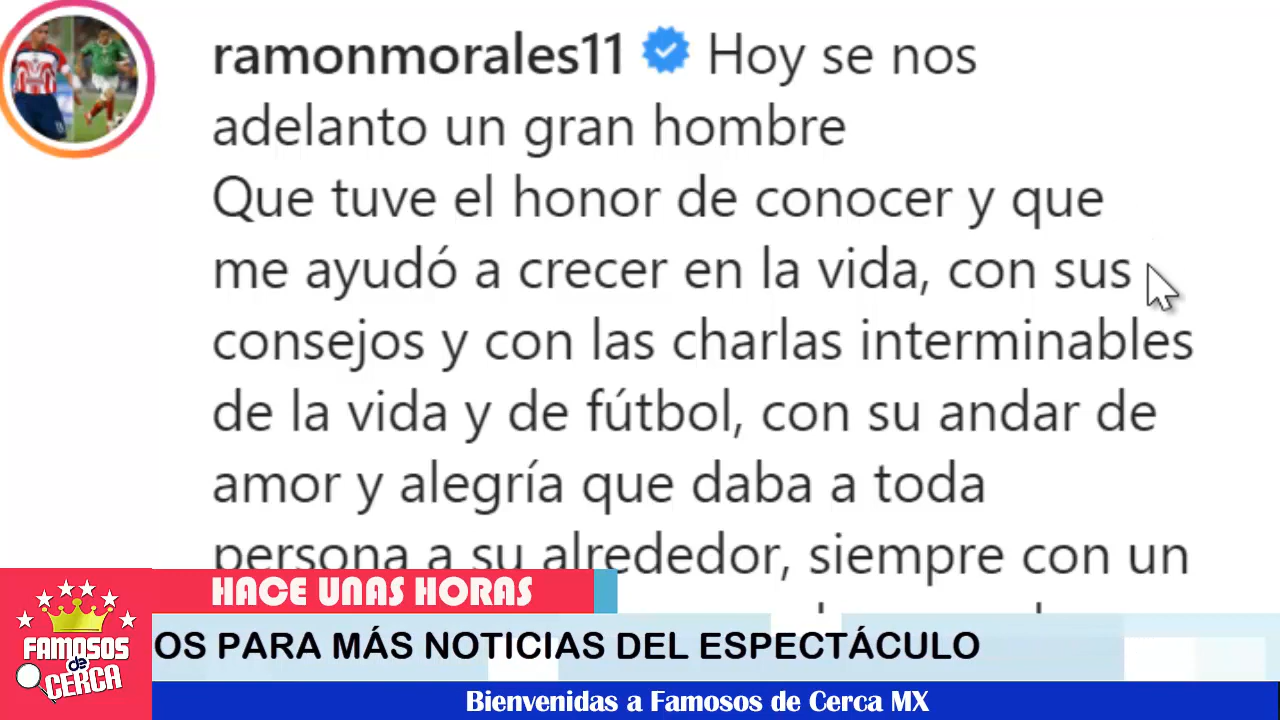 ramonmorales11 Hoy se nos
adelanto un gran hombre
Que tuve el honor de conocer y que
me ayudó a crecer en la vida, con sus
consejos y con las charlas interminables
de la vida y de fútbol, con su andar de
amor y alegría que daba a toda
persona a su alrededor, siempre con un
HACE UNAS HORAS
OS PARA MÁS NOTICIAS DEL ESPECTÁCULO
FAMOSOS
de
CERCA
Bienvenidas a Famosos de Cerca MX